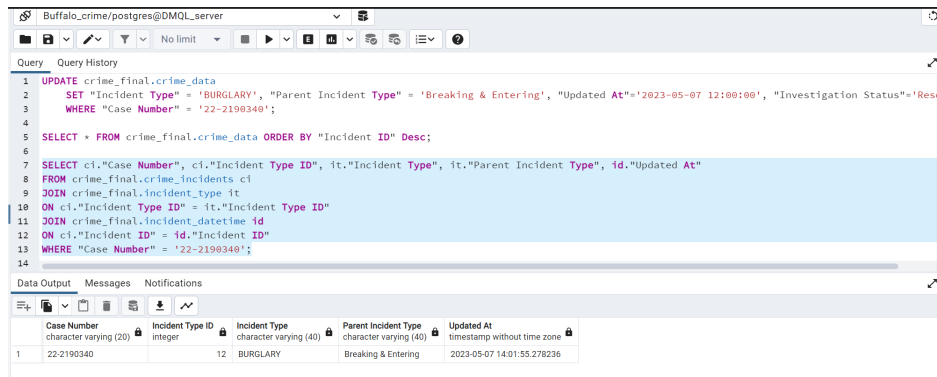 Buffalo_crime/postgres@DMQL_server
No limit
Query Query History
1 UPDATE crime_final.crime_data
2 SET "Incident Type" = 'BURGLARY', "Parent Incident Type" = 'Breaking & Entering', "Updated At"='2023-05-07 12:00:00', "Investigation Status"='Reso
3 WHERE "Case Number" = '22-2190340';
4
5 SELECT * FROM crime_final.crime_data ORDER BY "Incident ID" Desc;
6
7 SELECT ci."Case Number", ci."Incident Type ID", it."Incident Type", it."Parent Incident Type", id."Updated At"
8 FROM crime_final.crime_incidents ci
9 JOIN crime_final.incident_type it
10 ON ci."Incident Type ID" = it."Incident Type ID"
11 JOIN crime_final.incident_datetime id
12 ON ci."Incident ID" = id."Incident ID"
13 WHERE "Case Number" = '22-2190340';
14
Data Output Messages Notifications
Case Number Incident Type ID Incident Type Parent Incident Type Updated At
character varying (20) integer character varying (40) character varying (40) timestamp without time zone
1 22-2190340 12 BURGLARY Breaking & Entering 2023-05-07 14:01:55.278236